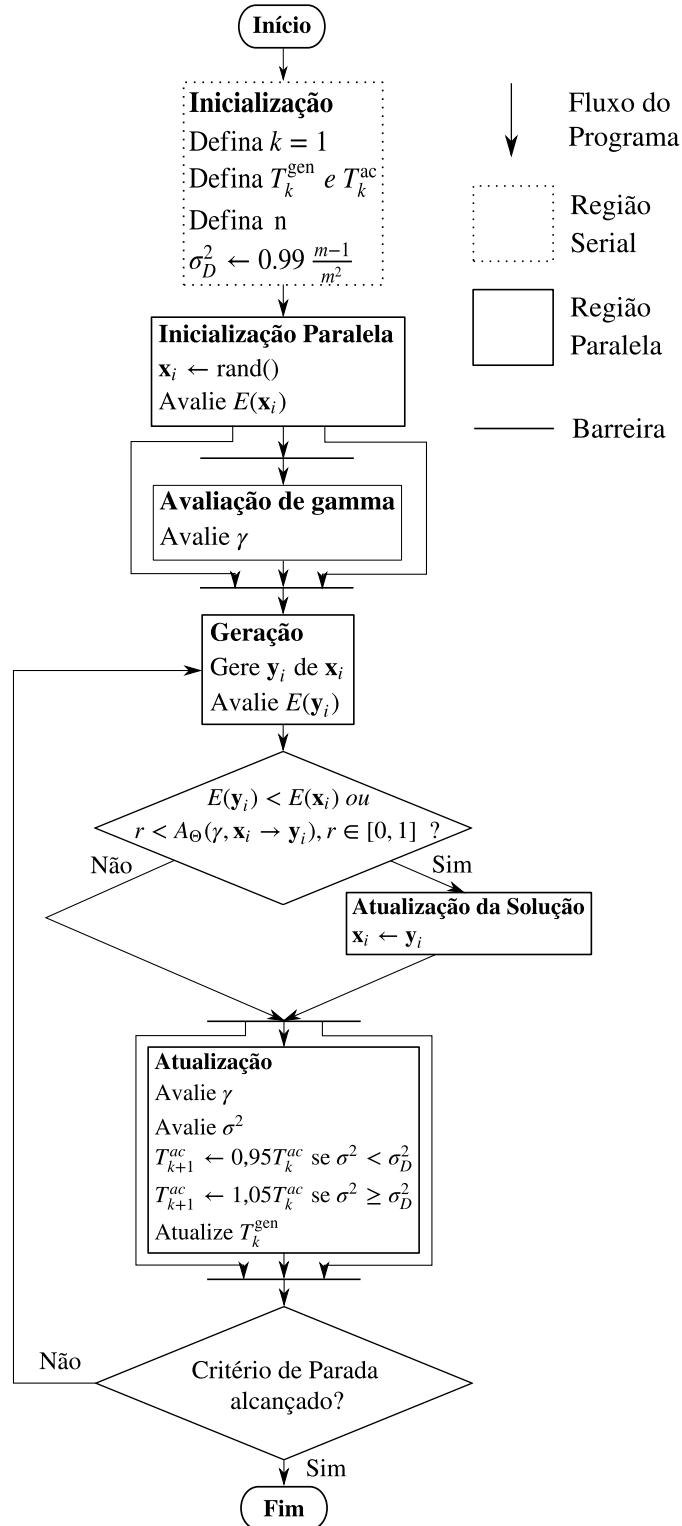 Início
Inicialização
Defina k = 1
Defina T_k^gen e T_k^ac
Defina n
σ_D^2 ← 0.99 (m−1)/m^2
Inicialização Paralela
x_i ← rand()
Avalie E(x_i)
Avaliação de gamma
Avalie γ
Geração
Gere y_i de x_i
Avalie E(y_i)
E(y_i) < E(x_i) ou
r < A_Θ(γ, x_i → y_i), r ∈ [0, 1] ?
Não
Sim
Atualização da Solução
x_i ← y_i
Atualização
Avalie γ
Avalie σ^2
T_{k+1}^{ac} ← 0,95T_k^{ac} se σ^2 < σ_D^2
T_{k+1}^{ac} ← 1,05T_k^{ac} se σ^2 ≥ σ_D^2
Atualize T_k^gen
Não
Critério de Parada
alcançado?
Sim
Fim
Fluxo do
Programa
Região
Serial
Região
Paralela
Barreira